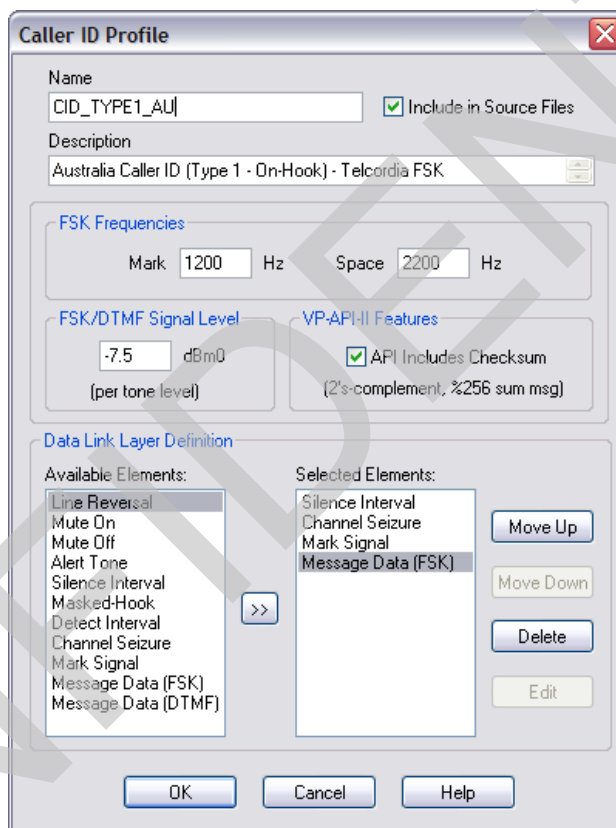 Caller ID Profile
Name
CID_TYPE1_AU
Include in Source Files
Description
Australia Caller ID (Type 1 - On-Hook) - Telcordia FSK
FSK Frequencies
Mark 1200 Hz Space 2200 Hz
FSK/DTMF Signal Level
-7.5 dBm0
(per tone level)
VP-API-II Features
API Includes Checksum
(2's-complement, %256 sum msg)
Data Link Layer Definition
Available Elements:
Line Reversal
Mute On
Mute Off
Alert Tone
Silence Interval
Masked-Hook
Detect Interval
Channel Seizure
Mark Signal
Message Data (FSK)
Message Data (DTMF)
>>
Selected Elements:
Silence Interval
Channel Seizure
Mark Signal
Message Data (FSK)
Move Up
Move Down
Delete
Edit
OK Cancel Help